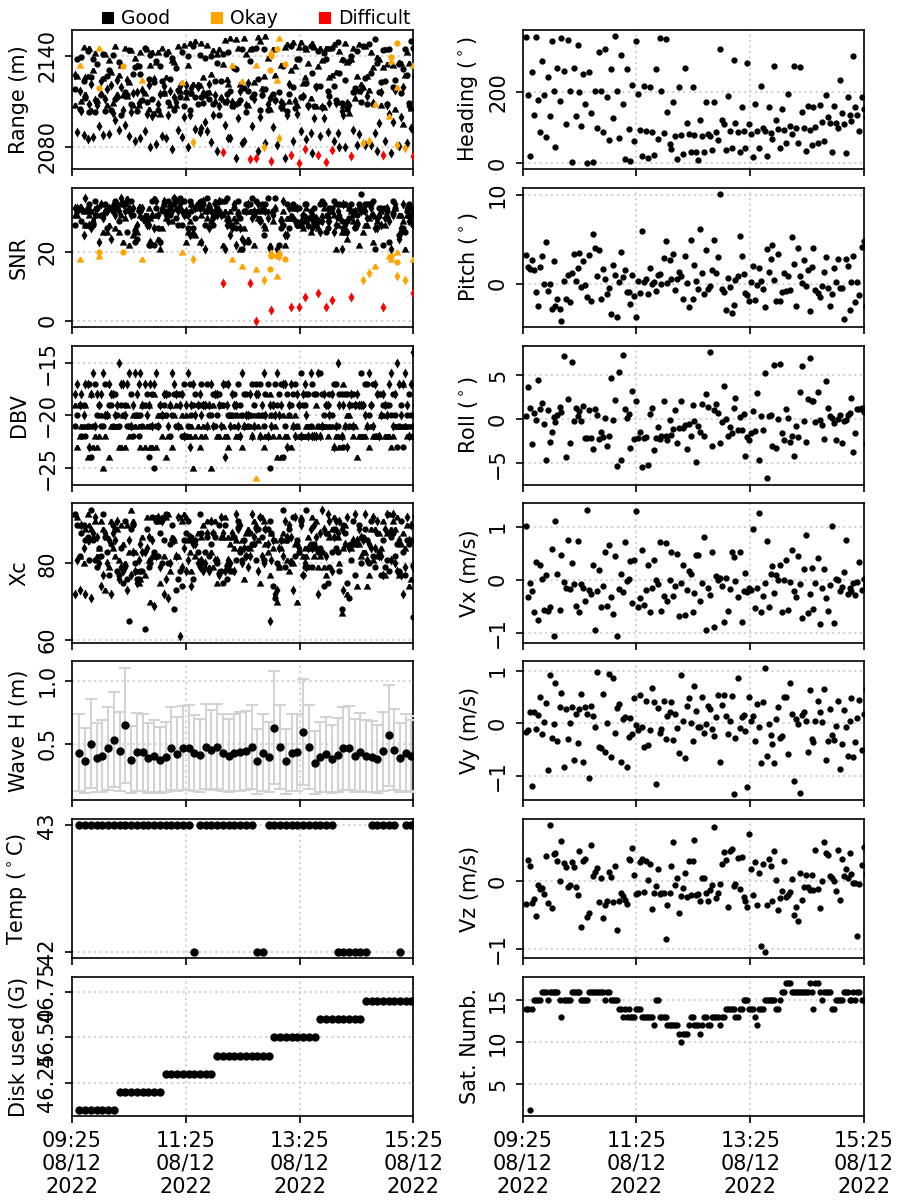 Good Okay Difficult
Range (m)
2140
2080
Heading (°)
200
0
SNR
20
0
Pitch (°)
10
0
DBV
−15
−20
−25
Roll (°)
5
0
−5
Xc
80
60
Vx (m/s)
1
0
−1
Wave H (m)
1.0
0.5
Vy (m/s)
1
0
−1
Temp (°C)
43
42
Vz (m/s)
0
−1
Disk used (G)
46.75
46.50
46.25
Sat. Numb.
15
10
5
09:25 11:25 13:25 15:25 09:25 11:25 13:25 15:25
08/12 08/12 08/12 08/12 08/12 08/12 08/12 08/12
2022 2022 2022 2022 2022 2022 2022 2022